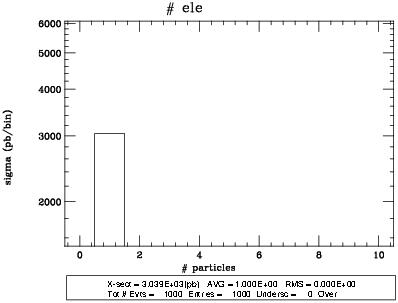 # ele
6000
5000
4000
3000
2000
sigma (pb/bin)
0 2 4 6 8 10
# particles
X-sect = 3.039E+03(pb) AVG = 1.000E+00 RMS = 0.000E+00
Tot # Evts = 1000 Entries = 1000 Undersc = 0 Over